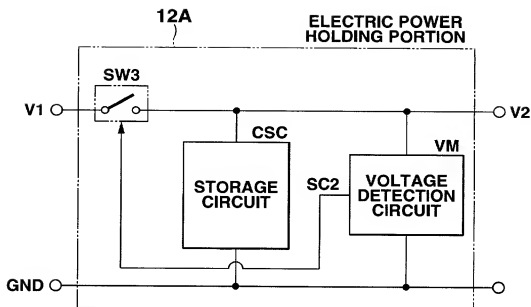 12A
ELECTRIC POWER
HOLDING PORTION
SW3
V1
V2
CSC
VM
STORAGE
CIRCUIT
SC2
VOLTAGE
DETECTION
CIRCUIT
GND